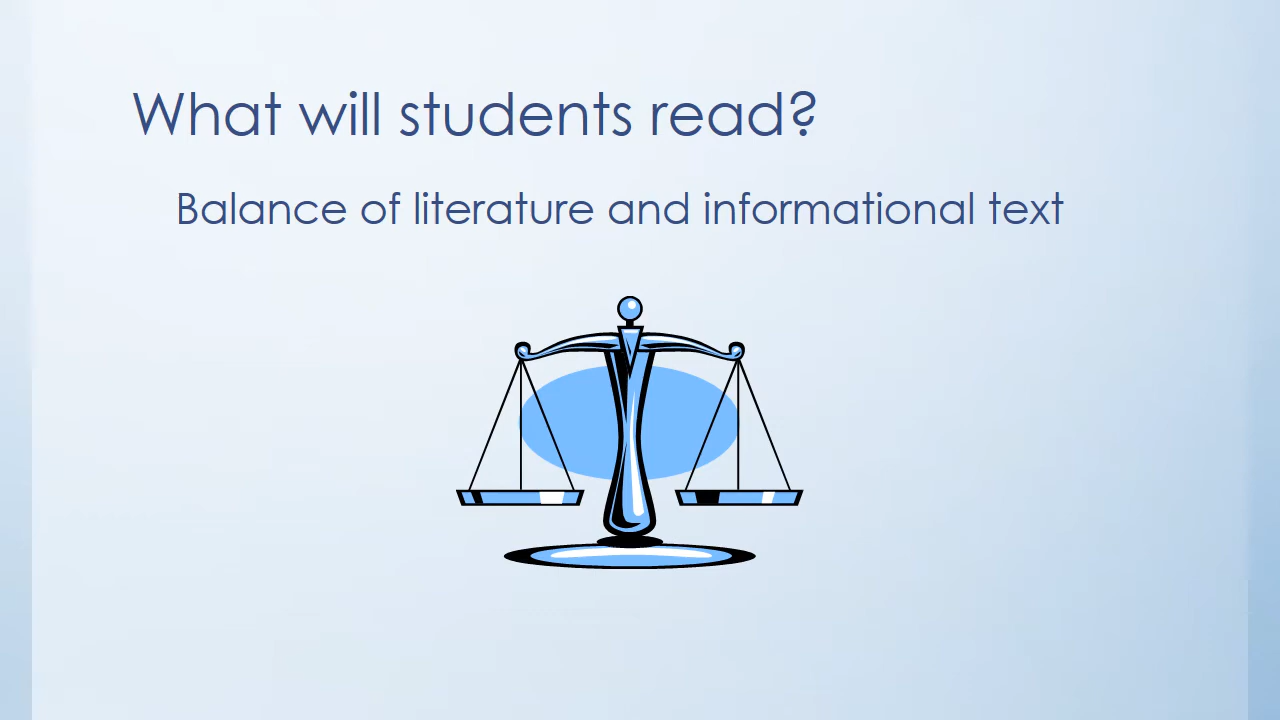 What will students read?
Balance of literature and informational text